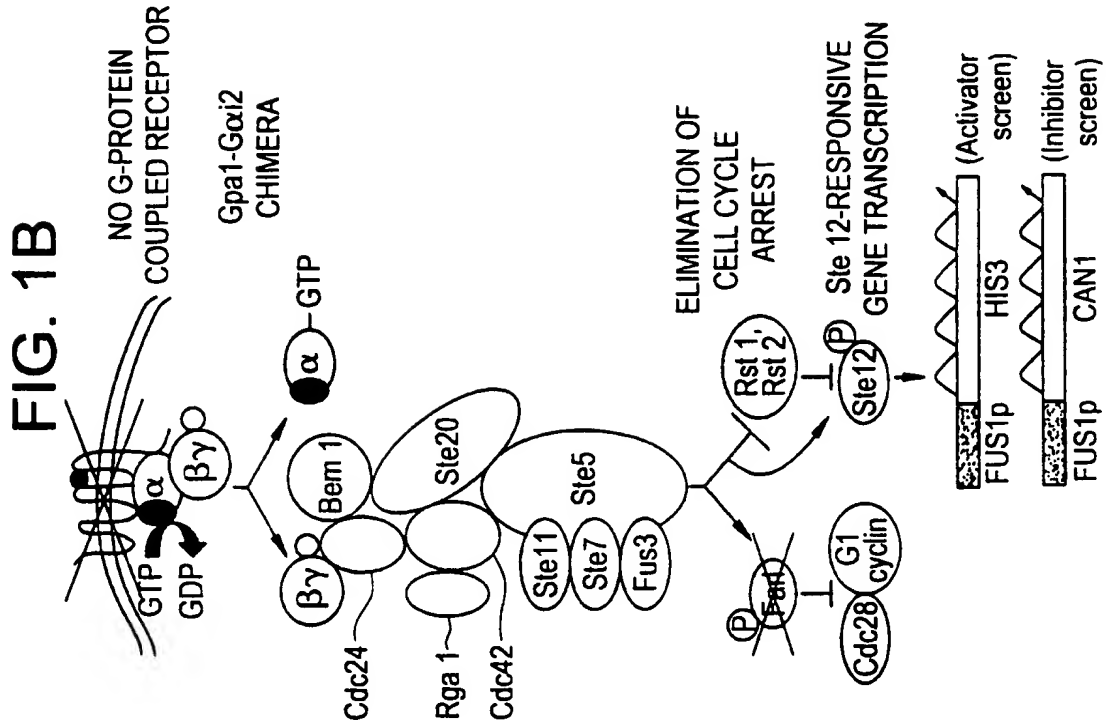 FIG. 1B
NO G-PROTEIN
COUPLED RECEPTOR
α
βγ
GTP
GDP
Gpa1-Gαi2
CHIMERA
α
GTP
βγ
Bem 1
Ste20
Cdc24
Rga 1
Cdc42
Ste5
Ste11
Ste7
Fus3
ELIMINATION OF
CELL CYCLE
ARREST
Rst 1,
Rst 2
P
Far1
Cdc28
G1
cyclin
P
Ste12
Ste 12-RESPONSIVE
GENE TRANSCRIPTION
FUS1p
HIS3
(Activator
screen)
FUS1p
CAN1
(Inhibitor
screen)